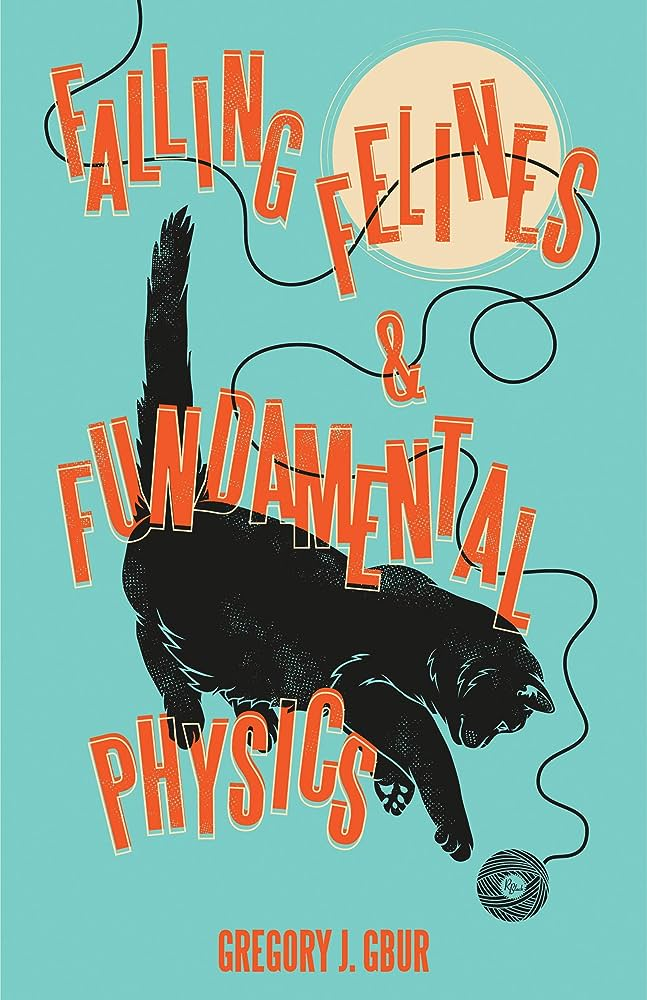 FALLING
FELINES
&
FUNDAMENTAL
PHYSICS
GREGORY J. GBUR